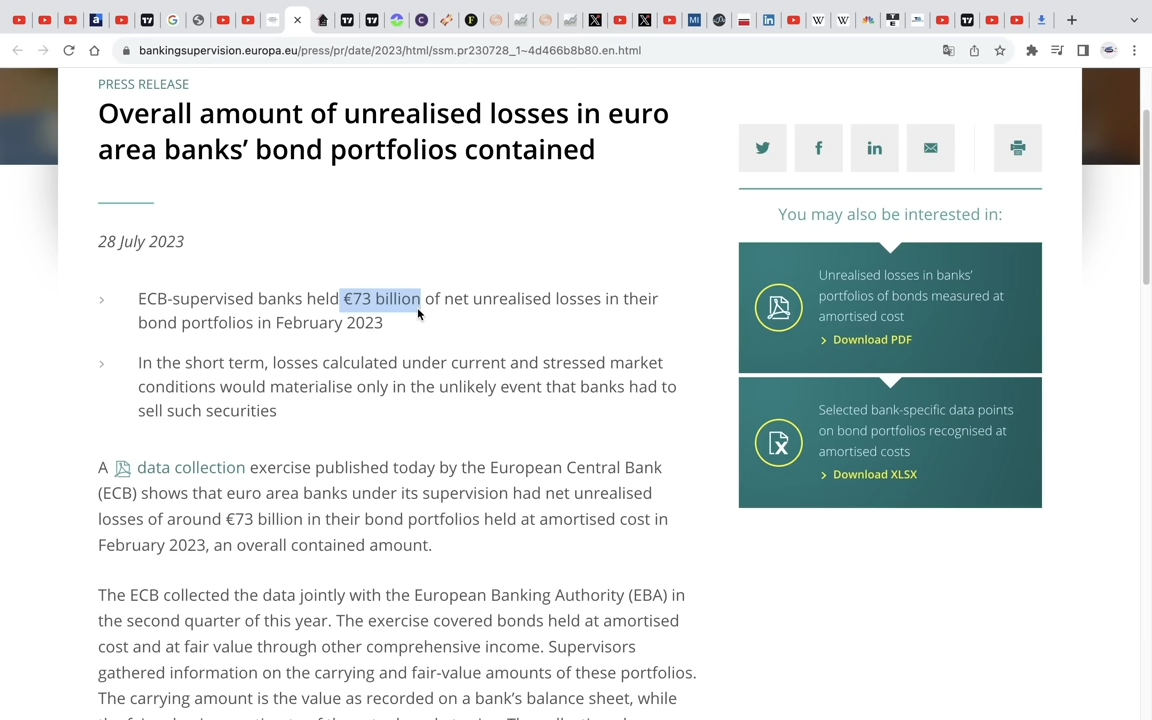 bankingsupervision.europa.eu/press/pr/date/2023/html/ssm.pr230728_1~4d466b8b80.en.html
PRESS RELEASE
Overall amount of unrealised losses in euro
area banks’ bond portfolios contained
28 July 2023
ECB-supervised banks held €73 billion of net unrealised losses in their
bond portfolios in February 2023
In the short term, losses calculated under current and stressed market
conditions would materialise only in the unlikely event that banks had to
sell such securities
A data collection exercise published today by the European Central Bank
(ECB) shows that euro area banks under its supervision had net unrealised
losses of around €73 billion in their bond portfolios held at amortised cost in
February 2023, an overall contained amount.
The ECB collected the data jointly with the European Banking Authority (EBA) in
the second quarter of this year. The exercise covered bonds held at amortised
cost and at fair value through other comprehensive income. Supervisors
gathered information on the carrying and fair-value amounts of these portfolios.
The carrying amount is the value as recorded on a bank’s balance sheet, while
You may also be interested in:
Unrealised losses in banks’
portfolios of bonds measured at
amortised cost
Download PDF
Selected bank-specific data points
on bond portfolios recognised at
amortised costs
Download XLSX